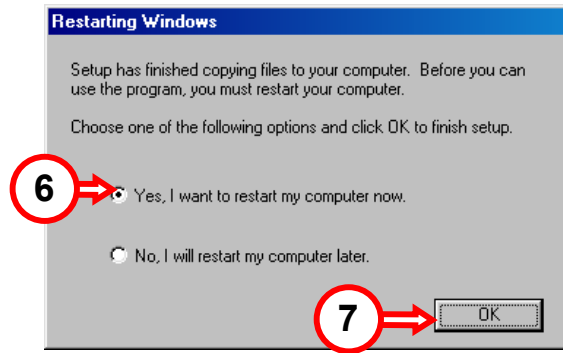 Restarting Windows
Setup has finished copying files to your computer. Before you can
use the program, you must restart your computer.
Choose one of the following options and click OK to finish setup.
6
Yes, I want to restart my computer now.
No, I will restart my computer later.
7
OK